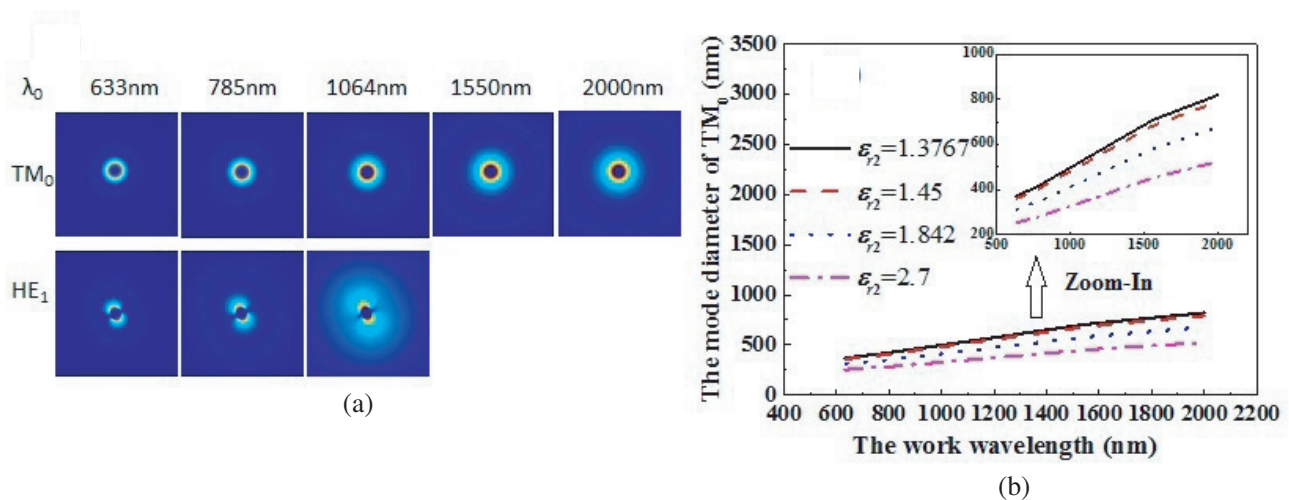 λ₀ 633nm 785nm 1064nm 1550nm 2000nm
TM₀
HE₁
(a)
The mode diameter of TM₀ (nm)
3500
3000
2500
2000
1500
1000
500
0
400 600 800 1000 1200 1400 1600 1800 2000 2200
The work wavelength (nm)
εr2=1.3767
εr2=1.45
εr2=1.842
εr2=2.7
1000
800
600
400
200
500 1000 1500 2000
Zoom-In
(b)